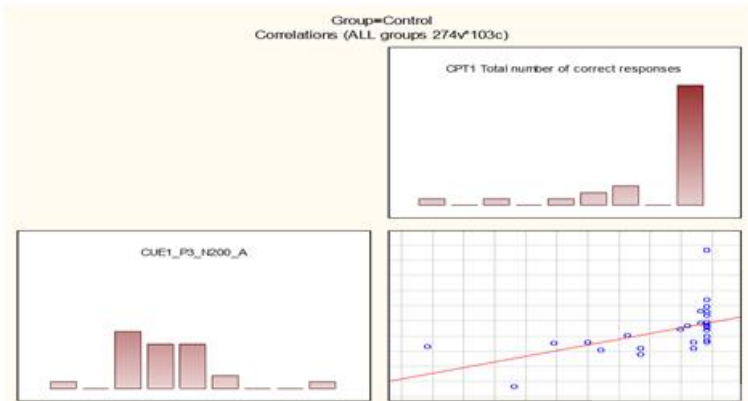 Group=Control
Correlations (ALL groups 274v*103c)
CPT1 Total number of correct responses
CUE1_P3_N200_A